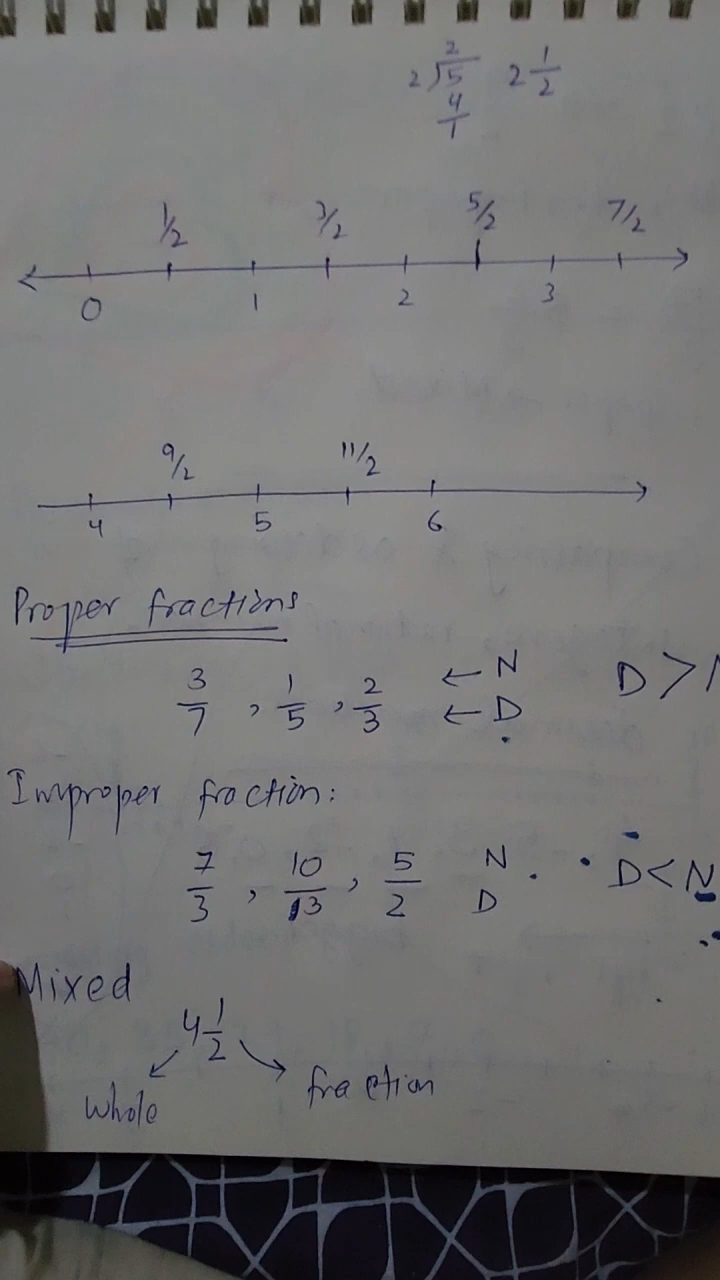 2
2)5 2 1/2
4
1
1/2 3/2 5/2 7/2
0 1 2 3
9/2 11/2
4 5 6
Proper fractions
3/7 , 1/5 , 2/3 ← N ← D D >
Improper fraction:
7/3 , 10/13 , 5/2 N D D < N
Mixed
4 1/2
whole fraction